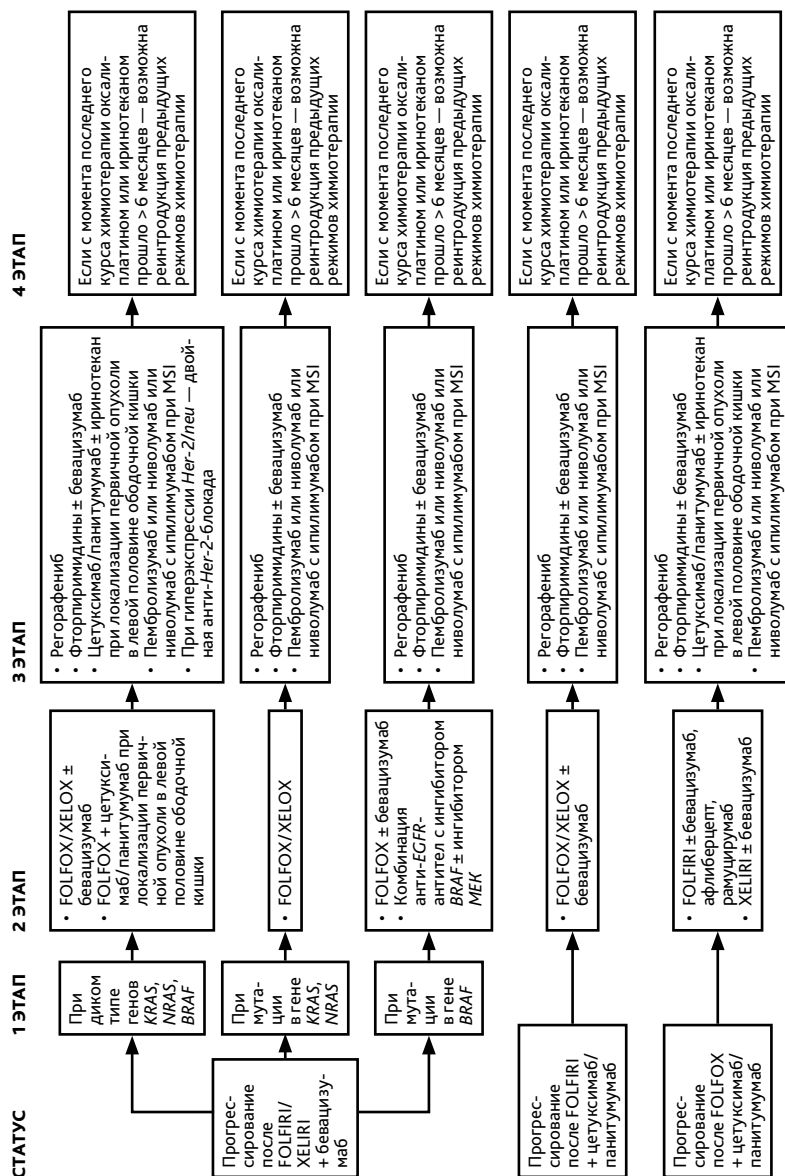 СТАТУС
1 ЭТАП
2 ЭТАП
3 ЭТАП
4 ЭТАП
Прогрес-
сирование
после
FOLFIRI/
XELIRI
+ бевацизу-
маб
При
диком
типе
генов
KRAS,
NRAS,
BRAF
• FOLFOX/XELOX ±
бевацизумаб
• FOLFOX + цетукси-
маб/панитумумаб при
локализации первич-
ной опухоли в левой
половине ободочной
кишки
• Регорафениб
• Фторпиримидины ± бевацизумаб
• Цетуксимаб/панитумумаб ± иринотекан
при локализации первичной опухоли
в левой половине ободочной кишки
• Пембролизумаб или ниволумаб или
ниволумаб с ипилимумабом при MSI
• При гиперэкспрессии Her-2/neu — двой-
ная анти-Her-2-блокада
Если с момента последнего
курса химиотерапии оксали-
платином или иринотеканом
прошло > 6 месяцев — возможна
реинтродукция предыдущих
режимов химиотерапии
При
мута-
ции
в гене
KRAS,
NRAS
• FOLFOX/XELOX
• Регорафениб
• Фторпиримидины ± бевацизумаб
• Пембролизумаб или ниволумаб или
ниволумаб с ипилимумабом при MSI
Если с момента последнего
курса химиотерапии оксали-
платином или иринотеканом
прошло > 6 месяцев — возможна
реинтродукция предыдущих
режимов химиотерапии
При
мута-
ции
в гене
BRAF
• FOLFOX ± бевацизумаб
• Комбинация
анти-EGFR-
антител с ингибитором
BRAF ± ингибитором
MEK
• Регорафениб
• Фторпиримидины ± бевацизумаб
• Пембролизумаб или ниволумаб или
ниволумаб с ипилимумабом при MSI
Если с момента последнего
курса химиотерапии оксали-
платином или иринотеканом
прошло > 6 месяцев — возможна
реинтродукция предыдущих
режимов химиотерапии
Прогрес-
сирование
после FOLFIRI
+ цетуксимаб/
панитумумаб
• FOLFOX/XELOX ±
бевацизумаб
• Регорафениб
• Фторпиримидины ± бевацизумаб
• Пембролизумаб или ниволумаб или
ниволумаб с ипилимумабом при MSI
Если с момента последнего
курса химиотерапии оксали-
платином или иринотеканом
прошло > 6 месяцев — возможна
реинтродукция предыдущих
режимов химиотерапии
Прогрес-
сирование
после FOLFOX
+ цетуксимаб/
панитумумаб
• FOLFIRI ± бевацизумаб,
афлиберцепт,
рамуцирумаб
• XELIRI ± бевацизумаб
• Регорафениб
• Фторпиримидины ± бевацизумаб
• Цетуксимаб/панитумумаб ± иринотекан
при локализации первичной опухоли
в левой половине ободочной кишки
• Пембролизумаб или ниволумаб или
ниволумаб с ипилимумабом при MSI
Если с момента последнего
курса химиотерапии оксали-
платином или иринотеканом
прошло > 6 месяцев — возможна
реинтродукция предыдущих
режимов химиотерапии